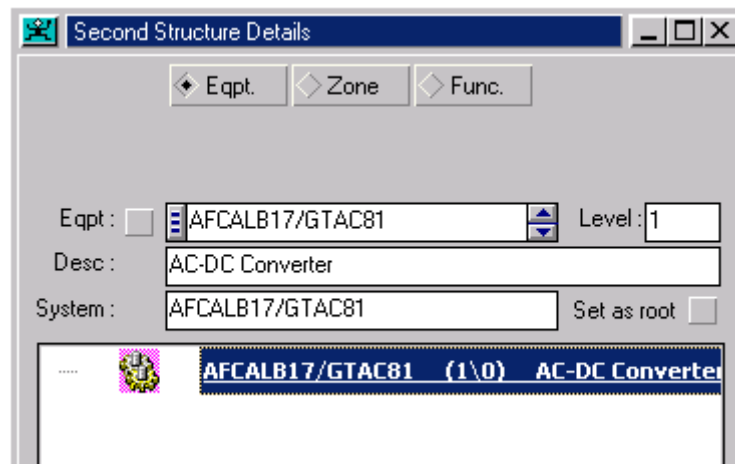 Second Structure Details
Eqpt. Zone Func.
Eqpt : AFCALB17/GTAC81 Level : 1
Desc : AC-DC Converter
System : AFCALB17/GTAC81 Set as root
AFCALB17/GTAC81 (1\0) AC-DC Converter